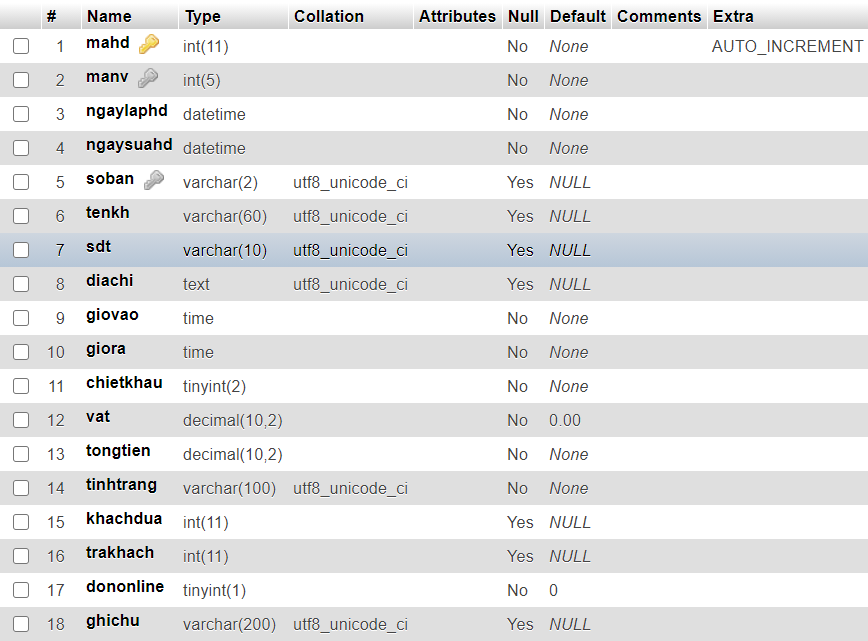 # Name Type Collation Attributes Null Default Comments Extra
1 mahd int(11) No None AUTO_INCREMENT
2 manv int(5) No None
3 ngaylaphd datetime No None
4 ngaysuahd datetime No None
5 soban varchar(2) utf8_unicode_ci Yes NULL
6 tenkh varchar(60) utf8_unicode_ci Yes NULL
7 sdt varchar(10) utf8_unicode_ci Yes NULL
8 diachi text utf8_unicode_ci Yes NULL
9 giovao time No None
10 giora time No None
11 chietkhau tinyint(2) No None
12 vat decimal(10,2) No 0.00
13 tongtien decimal(10,2) No None
14 tinhtrang varchar(100) utf8_unicode_ci No None
15 khachdua int(11) Yes NULL
16 trakhach int(11) Yes NULL
17 dononline tinyint(1) No 0
18 ghichu varchar(200) utf8_unicode_ci Yes NULL